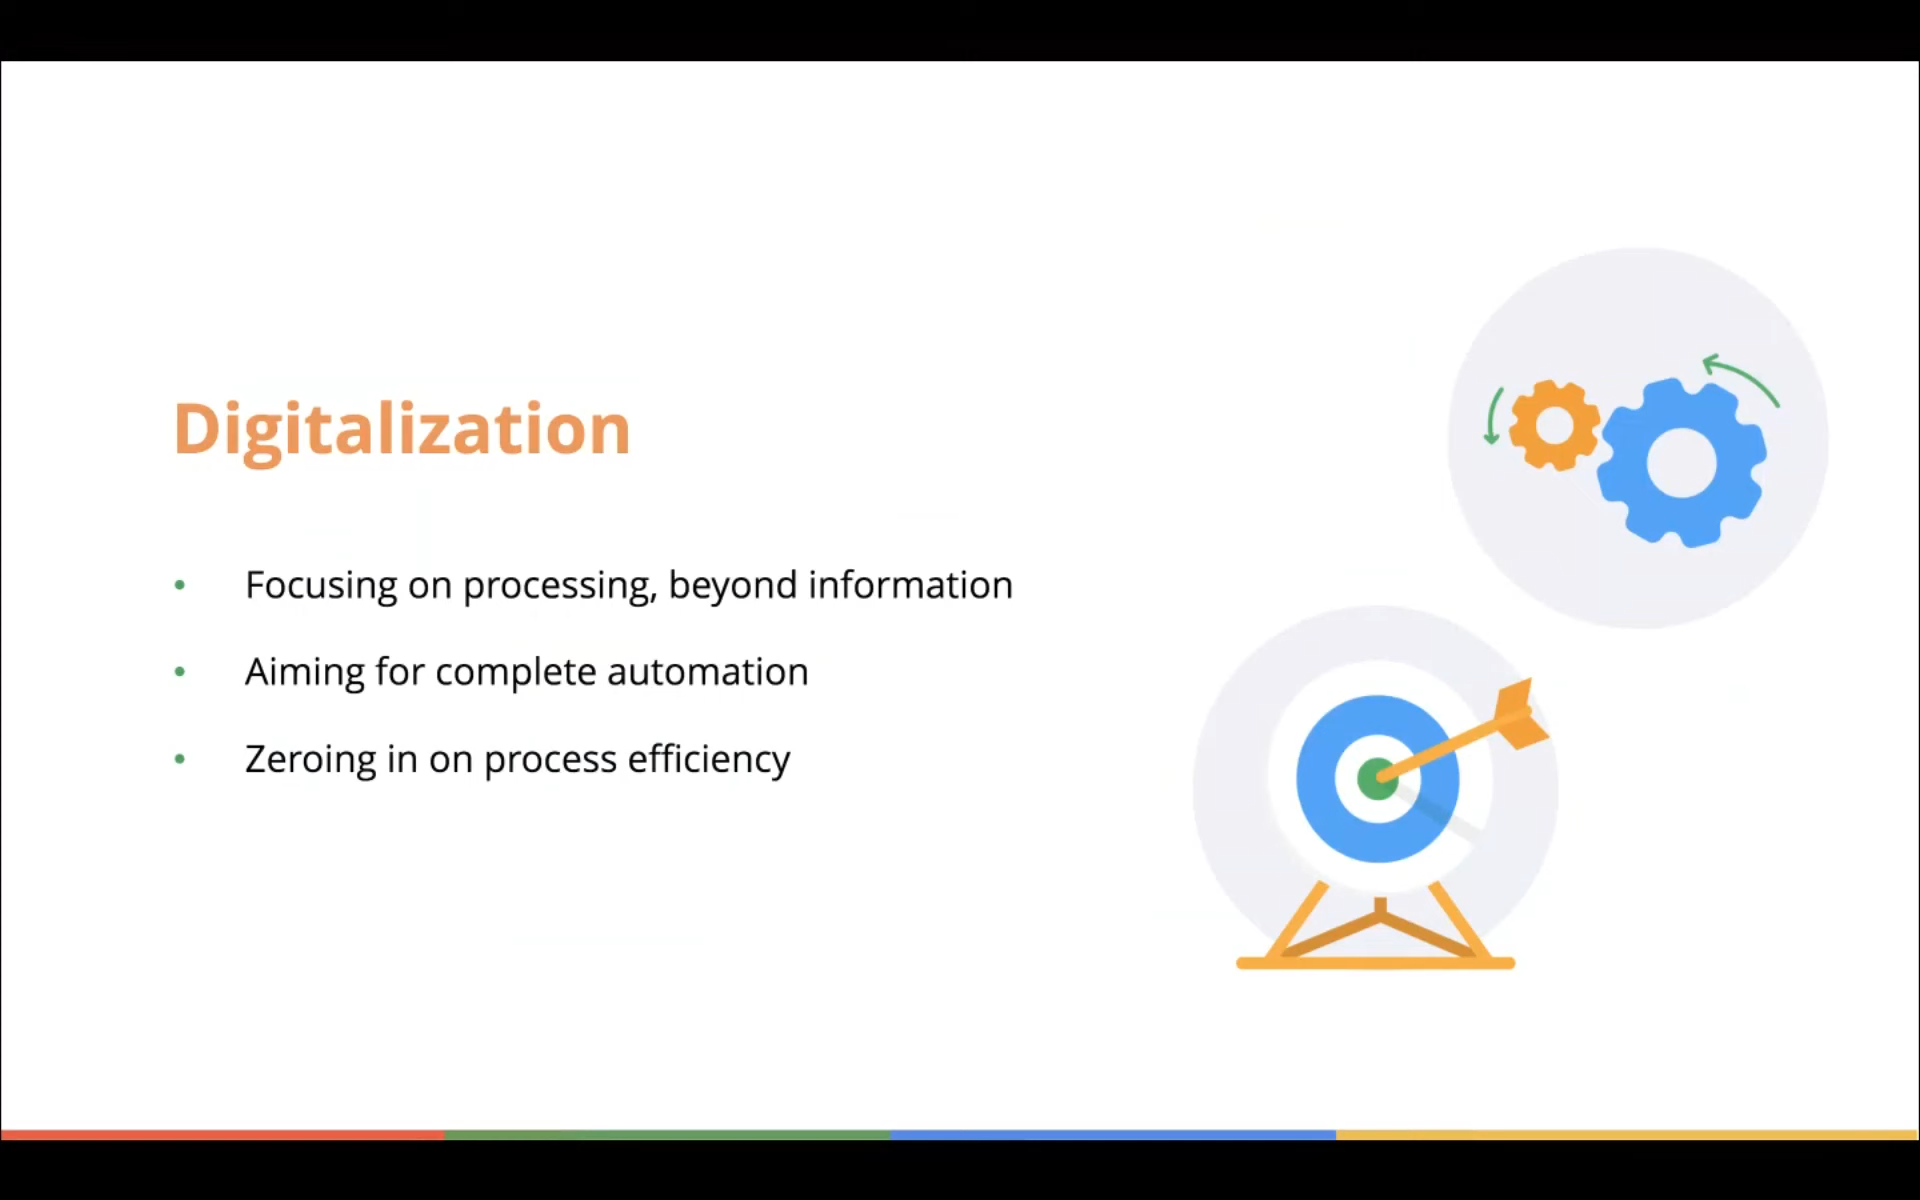 Digitalization
• Focusing on processing, beyond information
• Aiming for complete automation
• Zeroing in on process efficiency